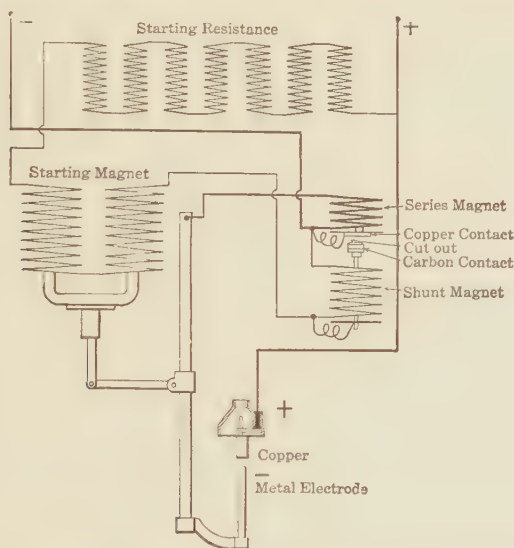 Starting Resistance
− +
Starting Magnet
Series Magnet
Copper Contact
Cut out
Carbon Contact
Shunt Magnet
+
Copper
−
Metal Electrode